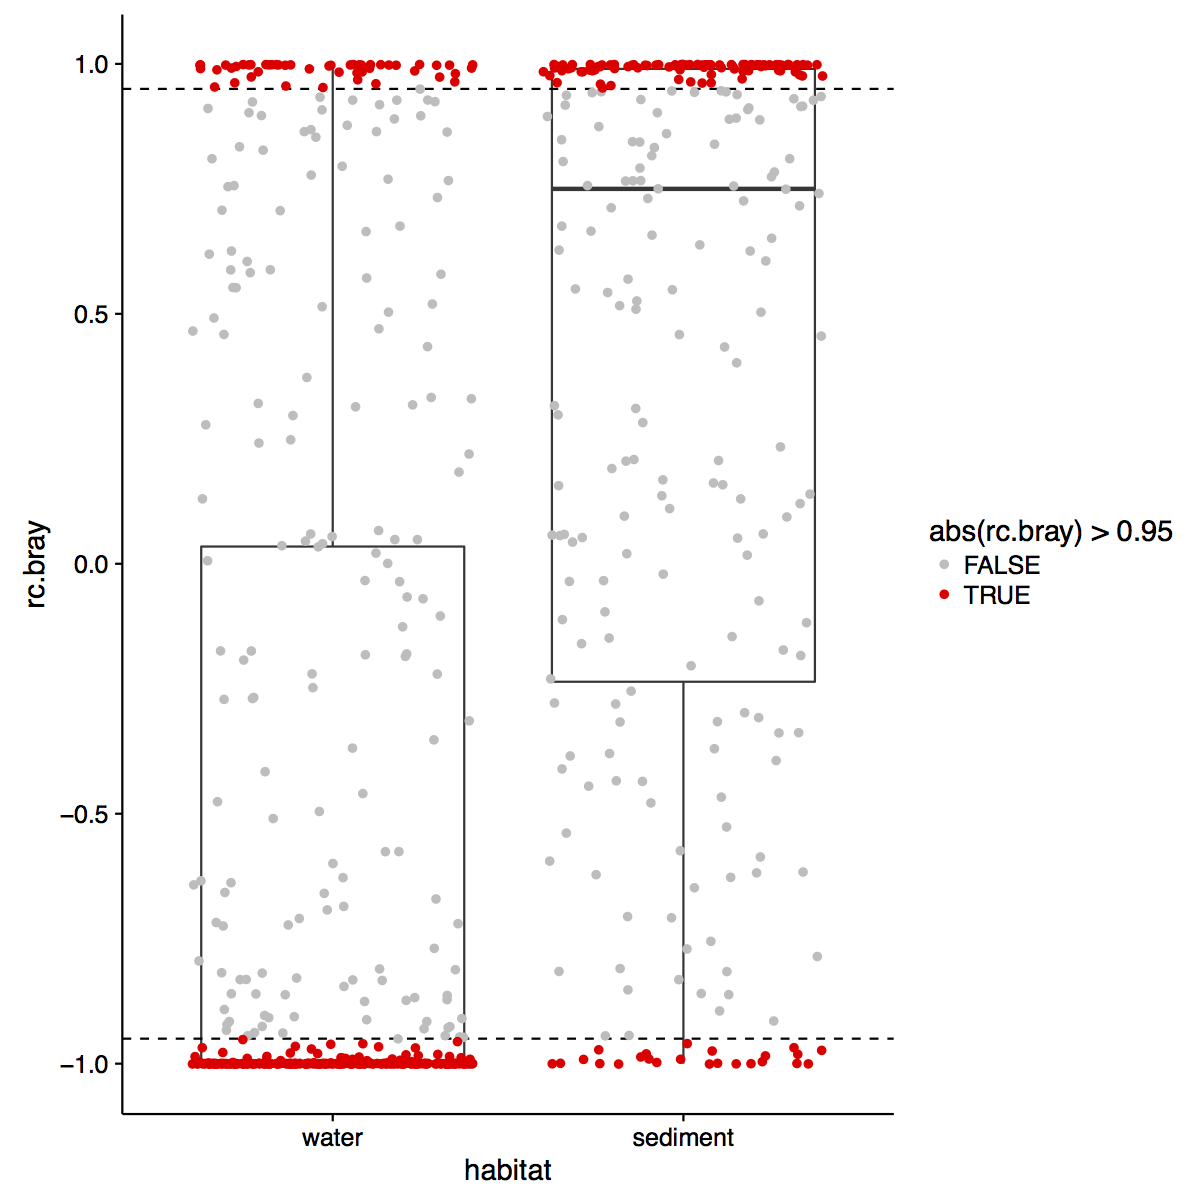 1.0
0.5
0.0
−0.5
−1.0
rc.bray
water
sediment
habitat
abs(rc.bray) > 0.95
FALSE
TRUE